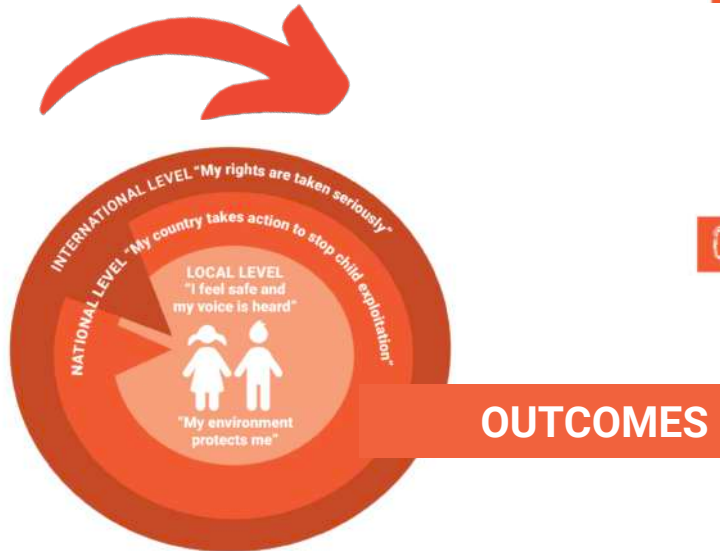 INTERNATIONAL LEVEL "My rights are taken seriously"
NATIONAL LEVEL "My country takes action to stop child exploitation"
LOCAL LEVEL
"I feel safe and
my voice is heard"
"My environment
protects me"
OUTCOMES